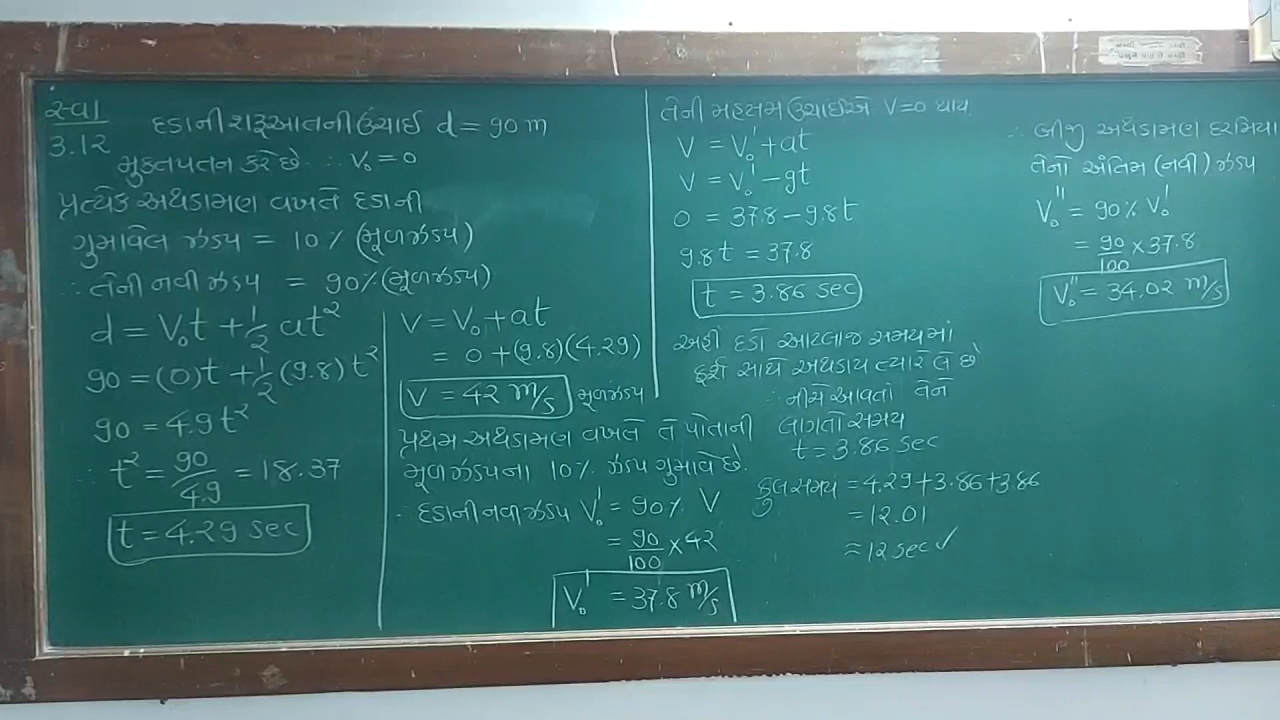 સ્વા
3.12
દડાની શરૂઆતની ઉંચાઈ d = 90 m
મુક્તપતન કરે છે ∴ V₀ = 0
પ્રત્યેક અથડામણ વખતે દડાની
ગુમાવેલ ઝડપ = 10 % (મૂળઝડપ)
∴ તેની નવી ઝડપ = 90% (મૂળઝડપ)
d = V₀t + ½ at²
90 = (0)t + ½ (9.8) t²
90 = 4.9t²
∴ t² = 90/4.9 = 18.37
t = 4.29 sec
V = V₀ + at
= 0 + (9.8)(4.29)
V = 42 m/s મૂળઝડપ
પ્રથમ અથડામણ વખતે તે પોતાની
મૂળઝડપના 10% ઝડપ ગુમાવે છે.
∴ દડાની નવી ઝડપ V₀' = 90% V
= 90/100 × 42
V₀' = 37.8 m/s
તેની મહત્તમ ઉંચાઈએ V = 0 થાય
V = V₀' + at
V = V₀' - gt
0 = 37.8 - 9.8t
9.8t = 37.8
t = 3.86 sec
અહીં દડો આટલાજ સમયમાં
ફર્શ સાથે અથડાય ત્યારે લે છે
∴ નીચે આવતા તેને
લાગતો સમય
t = 3.86 sec
કુલ સમય = 4.29 + 3.86 + 3.86
= 12.01
≈ 12 sec ✓
∴ બીજી અથડામણ દરમિયા
તેનો અંતિમ (નવી) ઝડપ
V₀'' = 90% V₀'
= 90/100 × 37.8
V₀'' = 34.02 m/s